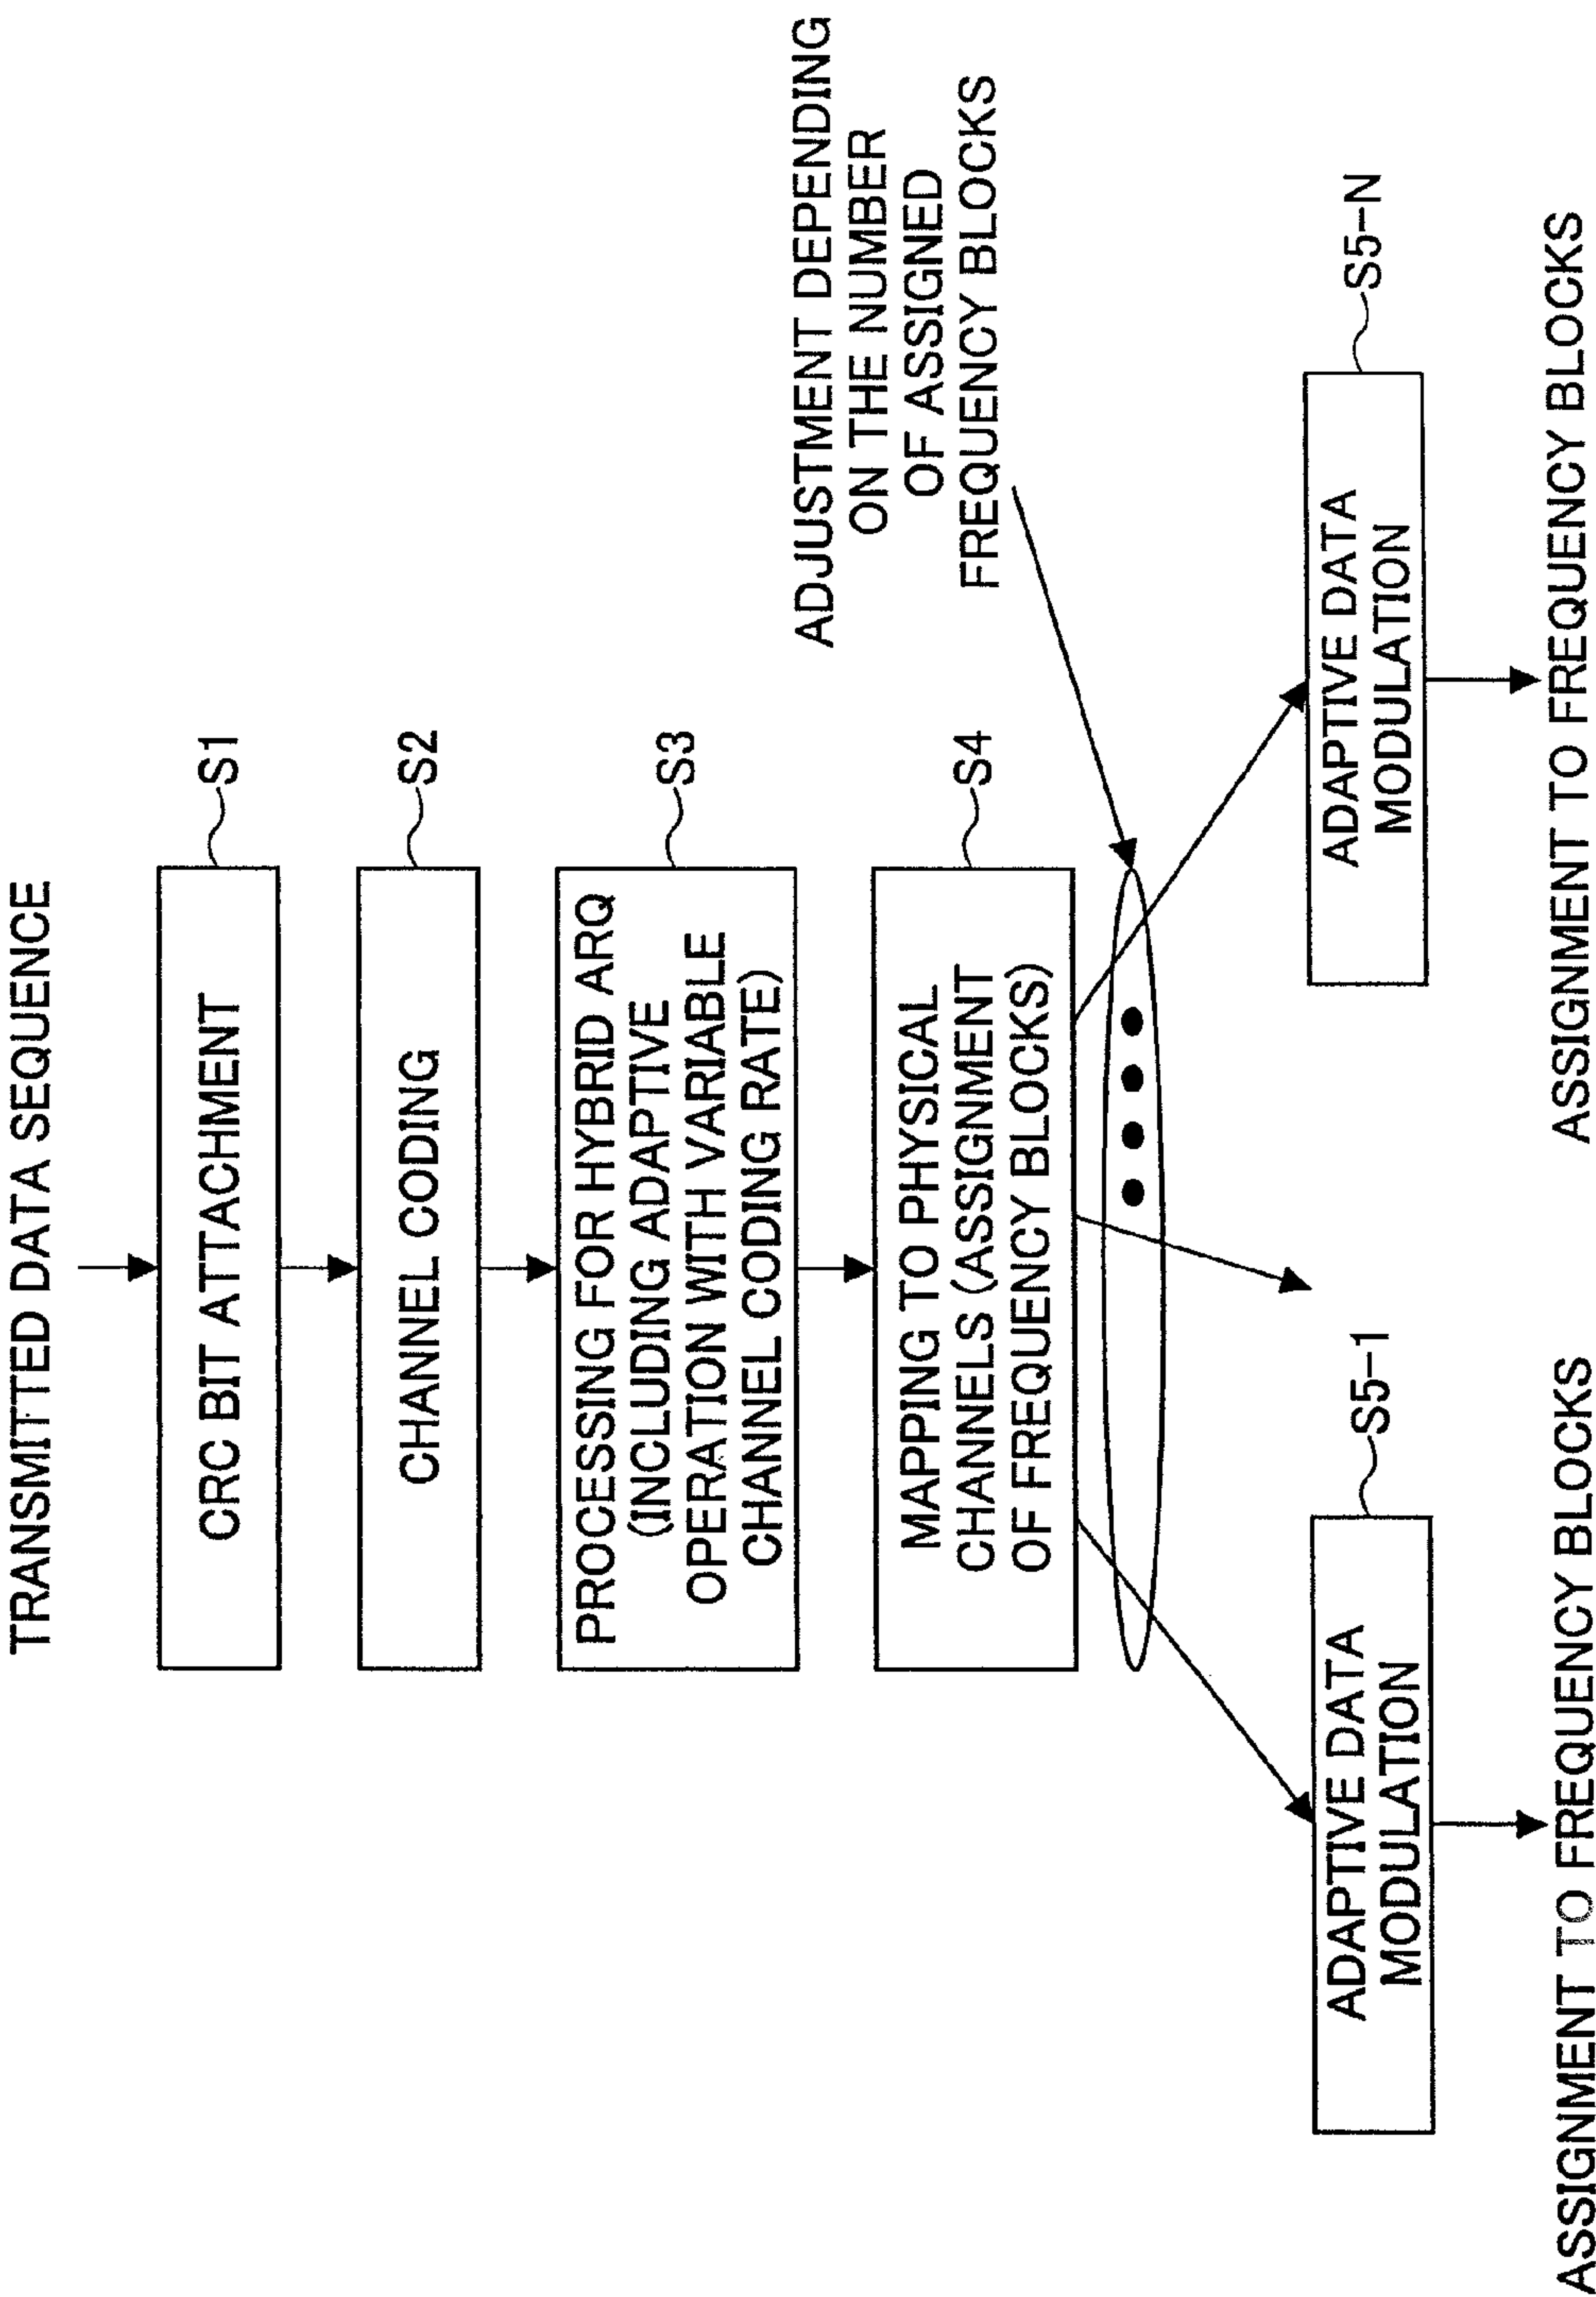 TRANSMITTED DATA SEQUENCE
CRC BIT ATTACHMENT
S1
CHANNEL CODING
S2
PROCESSING FOR HYBRID ARQ
(INCLUDING ADAPTIVE
OPERATION WITH VARIABLE
CHANNEL CODING RATE)
S3
MAPPING TO PHYSICAL
CHANNELS (ASSIGNMENT
OF FREQUENCY BLOCKS)
S4
ADJUSTMENT DEPENDING
ON THE NUMBER
OF ASSIGNED
FREQUENCY BLOCKS
ADAPTIVE DATA
MODULATION
S5-1
ASSIGNMENT TO FREQUENCY BLOCKS
ADAPTIVE DATA
MODULATION
S5-N
ASSIGNMENT TO FREQUENCY BLOCKS